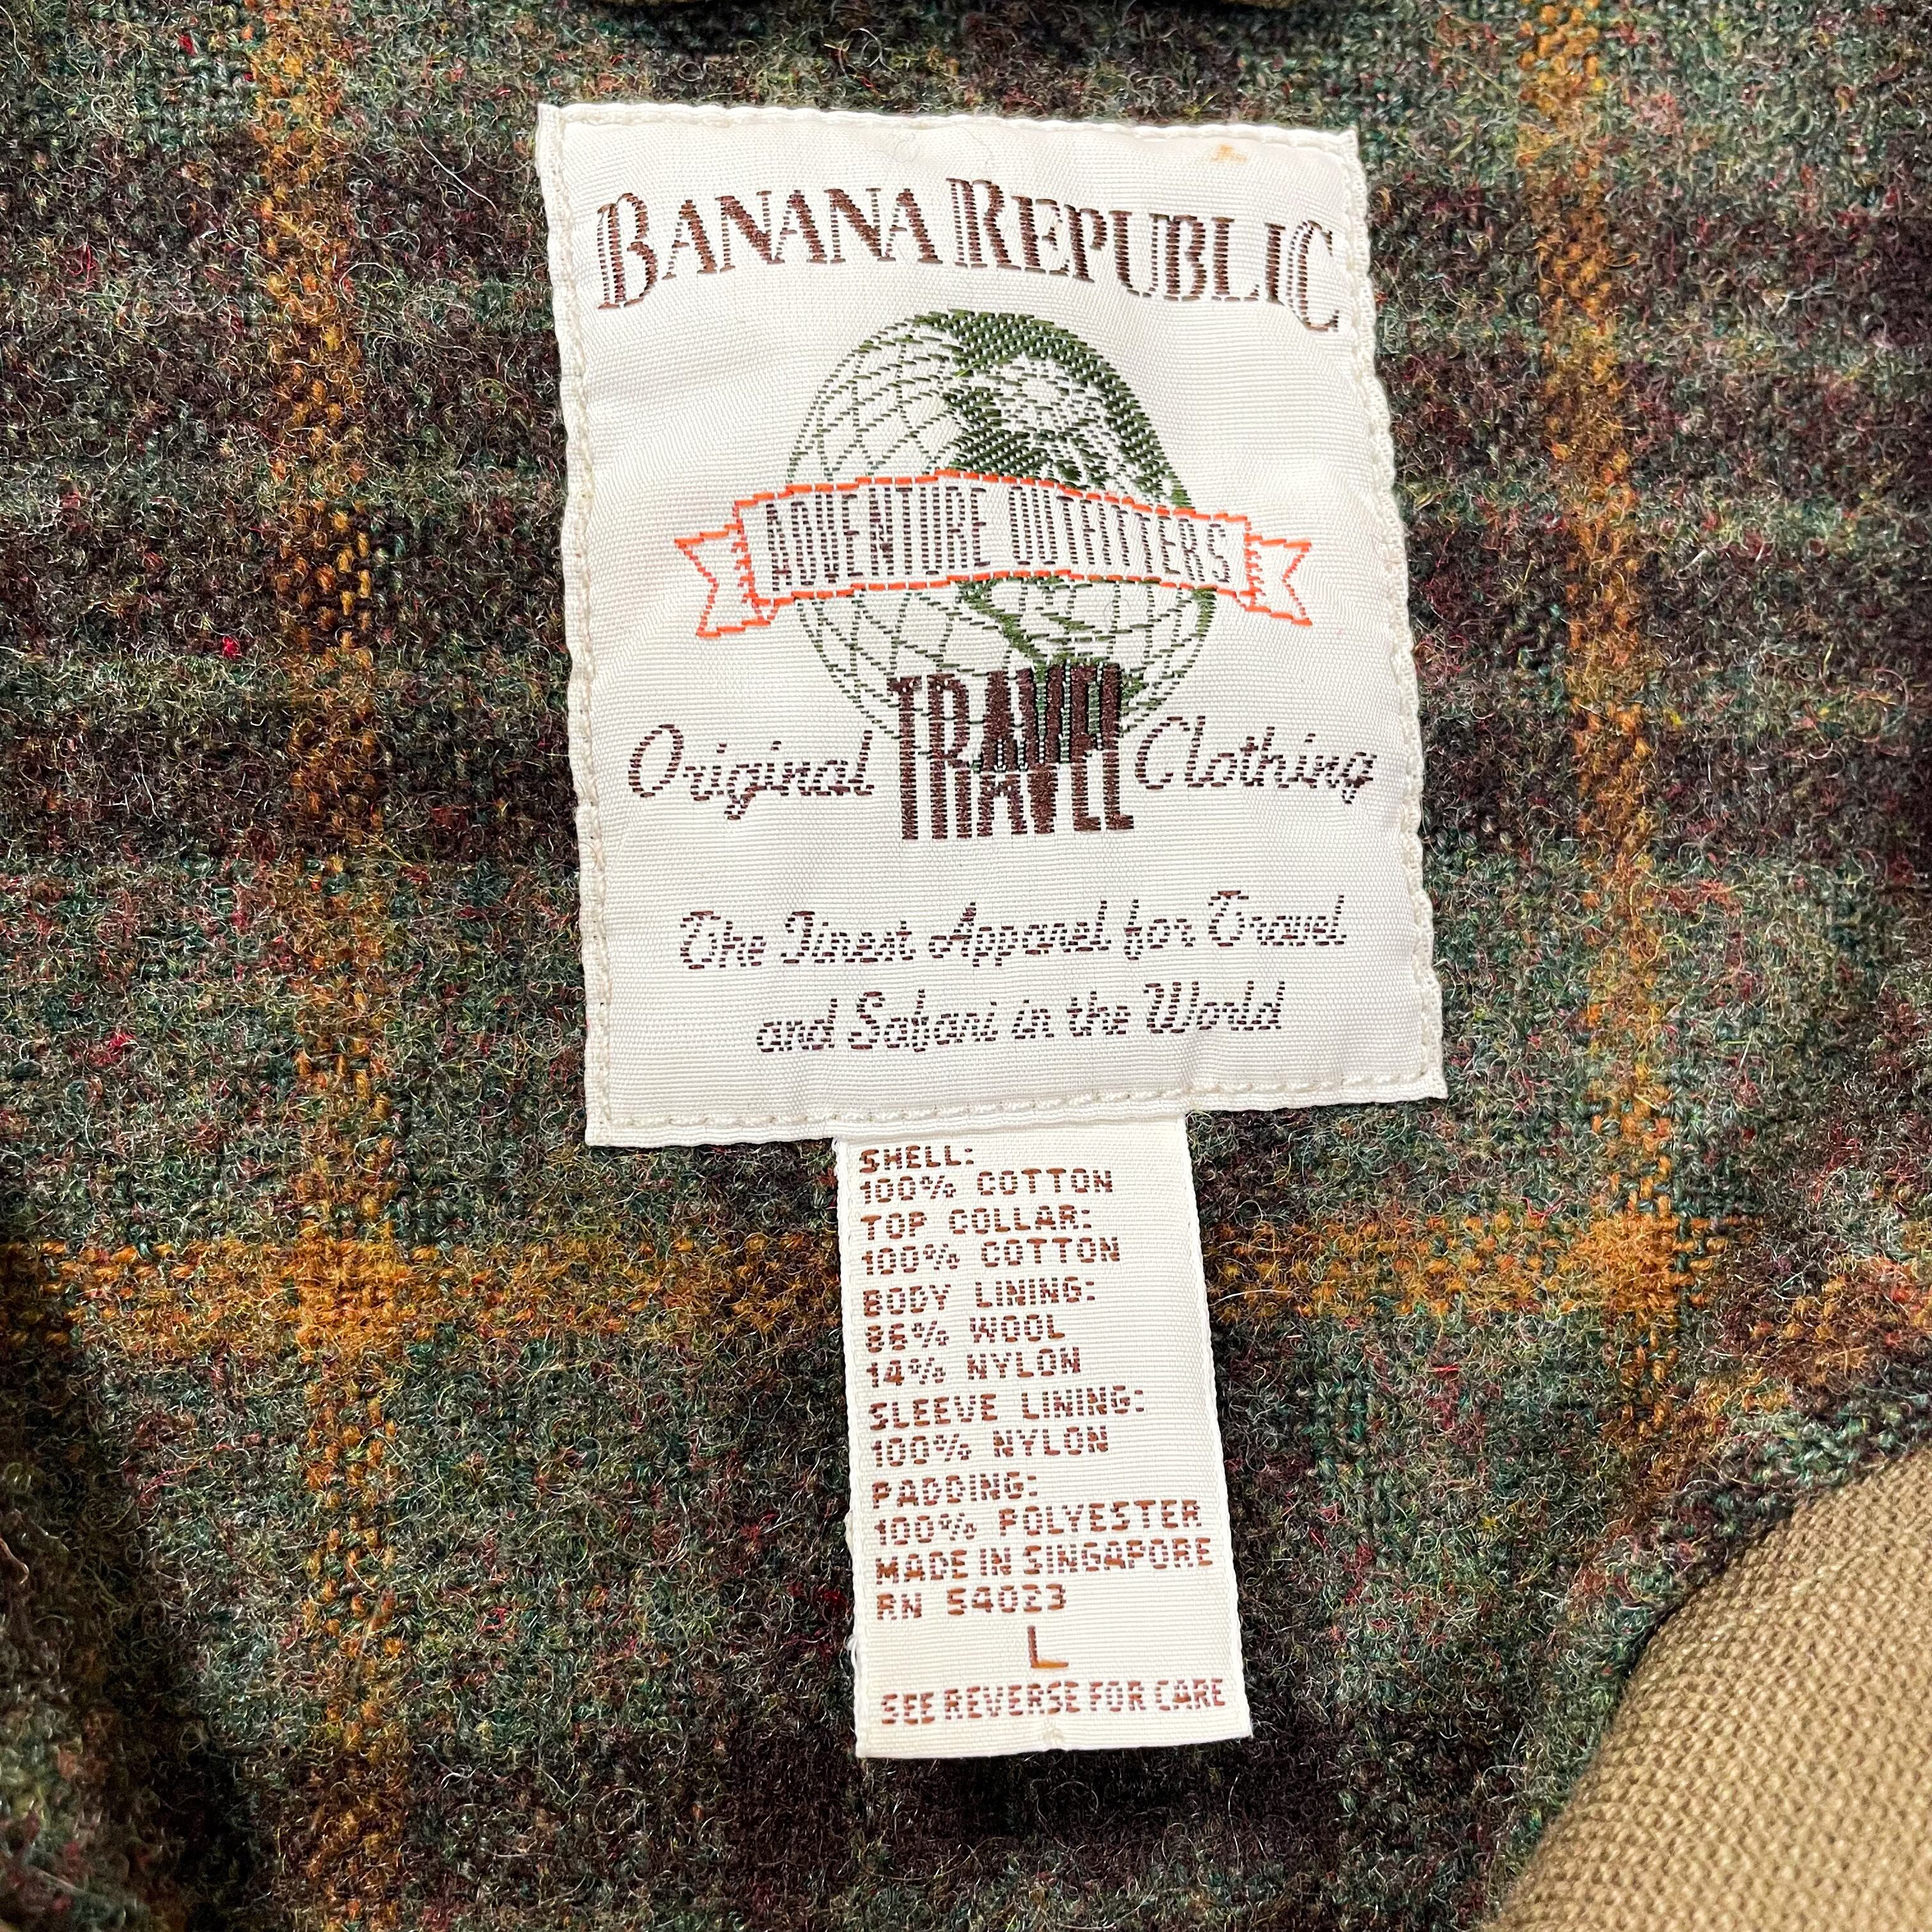 BANANA REPUBLIC
ADVENTURE OUTFITTERS
Original TRAVEL Clothing
The Finest Apparel for Travel
and Safari in the World
SHELL:
100% COTTON
TOP COLLAR:
100% COTTON
BODY LINING:
86% WOOL
14% NYLON
SLEEVE LINING:
100% NYLON
PADDING:
100% POLYESTER
MADE IN SINGAPORE
RN 54023
L
SEE REVERSE FOR CARE